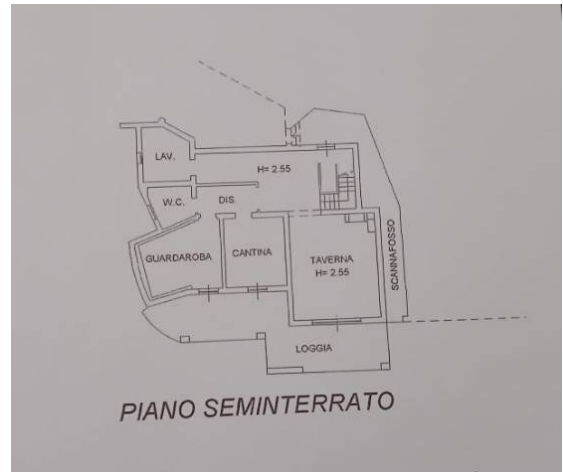 LAV.
H= 2.55
W.C.
DIS.
GUARDAROBA
CANTINA
TAVERNA
H= 2.55
SCANNAFOSSO
LOGGIA
PIANO SEMINTERRATO